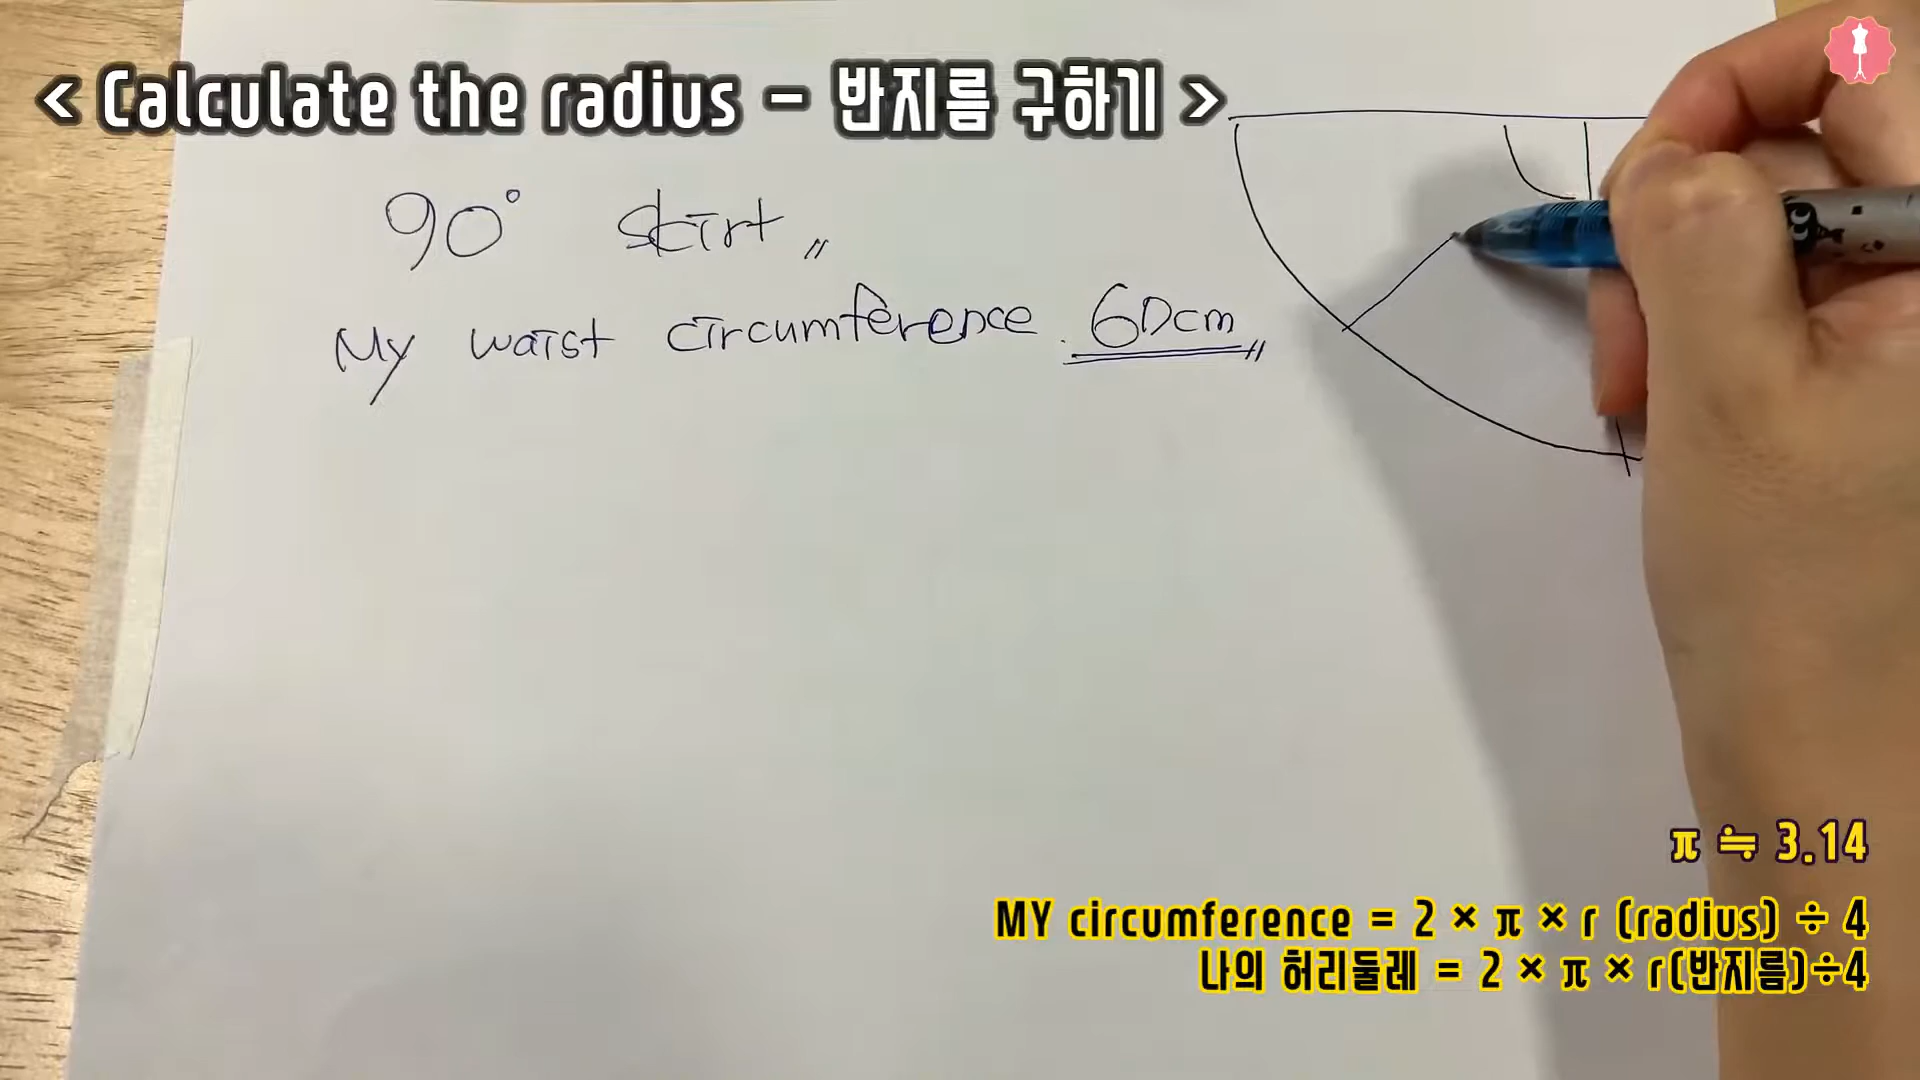 < Calculate the radius - 반지름 구하기 >
90° skirt 〃
My waist circumference. 60cm〃
π ≒ 3.14
MY circumference = 2 × π × r (radius) ÷ 4
나의 허리둘레 = 2 × π × r(반지름)÷4